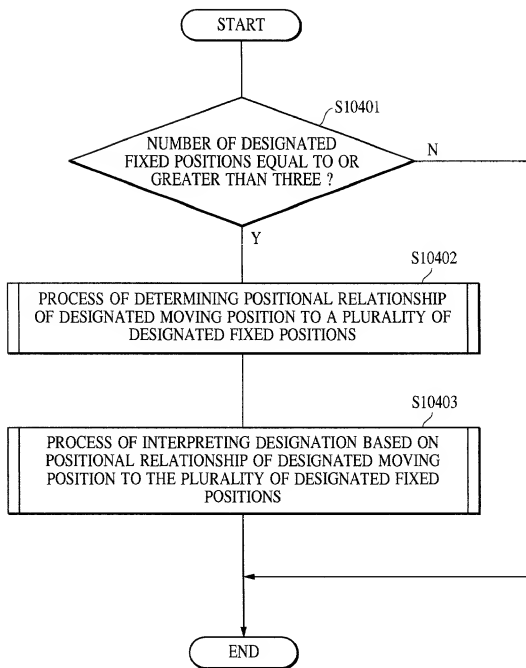 START
S10401
NUMBER OF DESIGNATED
FIXED POSITIONS EQUAL TO OR
GREATER THAN THREE ?
N
Y
S10402
PROCESS OF DETERMINING POSITIONAL RELATIONSHIP
OF DESIGNATED MOVING POSITION TO A PLURALITY OF
DESIGNATED FIXED POSITIONS
S10403
PROCESS OF INTERPRETING DESIGNATION BASED ON
POSITIONAL RELATIONSHIP OF DESIGNATED MOVING
POSITION TO THE PLURALITY OF DESIGNATED FIXED
POSITIONS
END